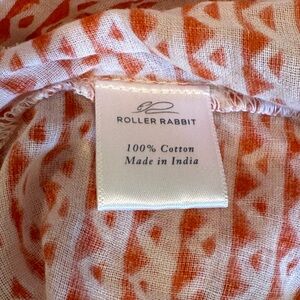 ROLLER RABBIT
100% Cotton
Made in India